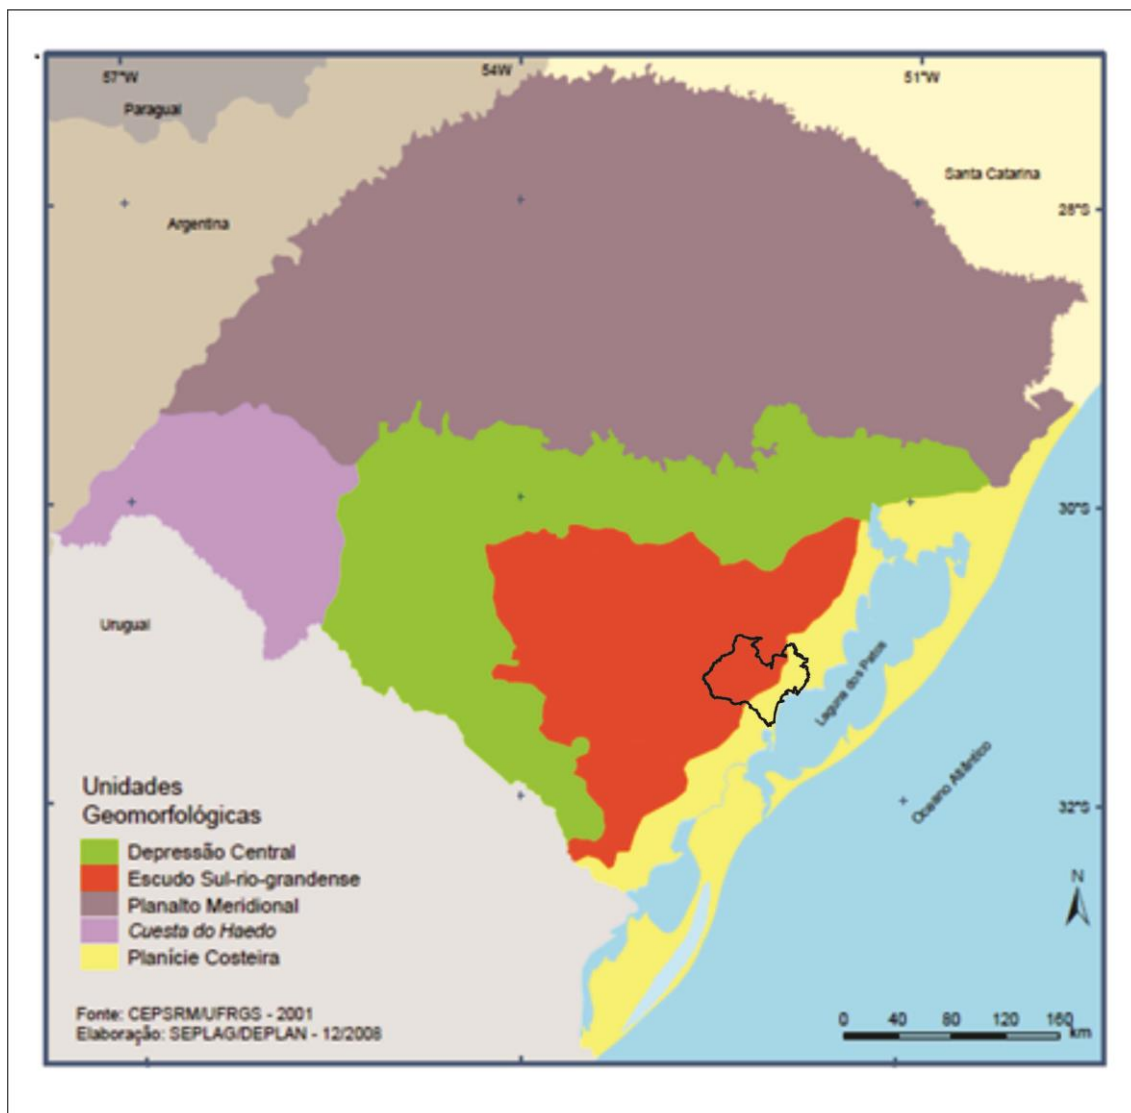 57°W
54W
51°W
Paraguai
Santa Catarina
Argentina
28°S
30°S
Uruguai
Laguna dos Patos
Oceano Atlântico
32°S
Unidades
Geomorfológicas
Depressão Central
Escudo Sul-rio-grandense
Planalto Meridional
Cuesta do Haedo
Planície Costeira
N
Fonte: CEPSRM/UFRGS - 2001
Elaboração: SEPLAG/DEPLAN - 12/2008
0 40 80 120 160
km